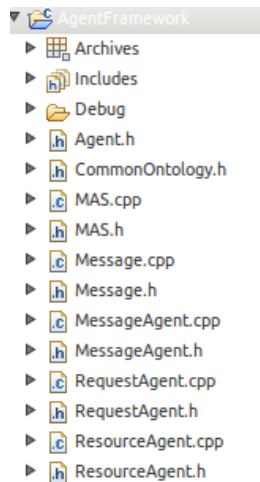 AgentFramework
Archives
Includes
Debug
Agent.h
CommonOntology.h
MAS.cpp
MAS.h
Message.cpp
Message.h
MessageAgent.cpp
MessageAgent.h
RequestAgent.cpp
RequestAgent.h
ResourceAgent.cpp
ResourceAgent.h